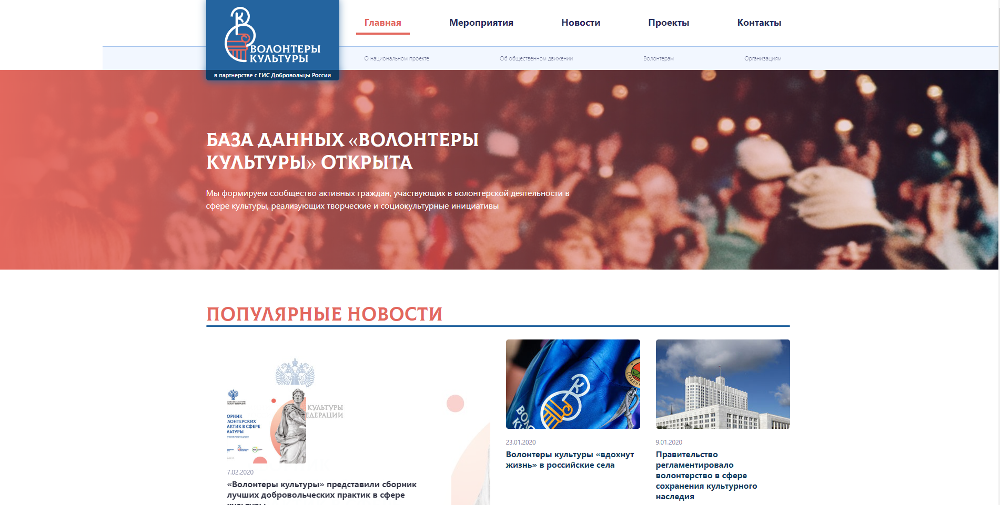 ВОЛОНТЕРЫ
КУЛЬТУРЫ
в партнерстве с ЕИС Добровольцы России
Главная
Мероприятия
Новости
Проекты
Контакты
О национальном проекте
Об общественном движении
Волонтерам
Организациям
БАЗА ДАННЫХ «ВОЛОНТЕРЫ
КУЛЬТУРЫ» ОТКРЫТА
Мы формируем сообщество активных граждан, участвующих в волонтерской деятельности в
сфере культуры, реализующих творческие и социокультурные инициативы
ПОПУЛЯРНЫЕ НОВОСТИ
КУЛЬТУРЫ
ЕДЕРАЦИИ
ОРНИК
ЛОНТЕРСКИХ
АКТИК В СФЕРЕ
ЛЬТУРЫ
7.02.2020
«Волонтеры культуры» представили сборник
лучших добровольческих практик в сфере
культуры
23.01.2020
Волонтеры культуры «вдохнут
жизнь» в российские села
9.01.2020
Правительство
регламентировало
волонтерство в сфере
сохранения культурного
наследия